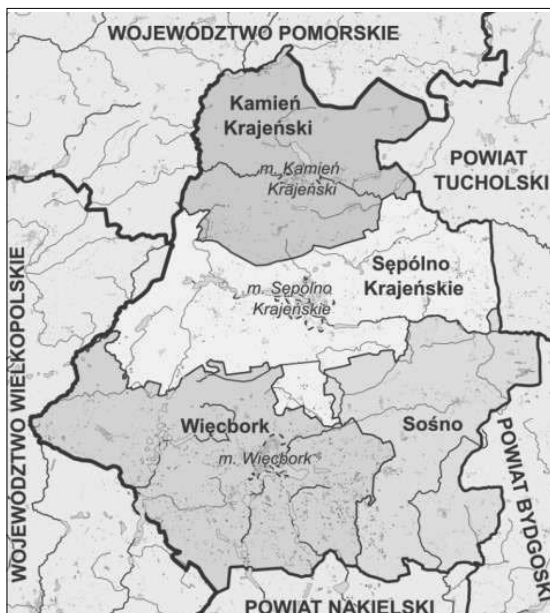 WOJEWÓDZTWO POMORSKIE
Kamień
Krajeński
m. Kamień
Krajeński
POWIAT
TUCHOLSKI
WOJEWÓDZTWO WIELKOPOLSKIE
Sępólno
Krajeńskie
m. Sępólno
Krajeńskie
Więcbork
m. Więcbork
Sośno
POWIAT BYDGOSKI
POWIAT NAKIELSKI